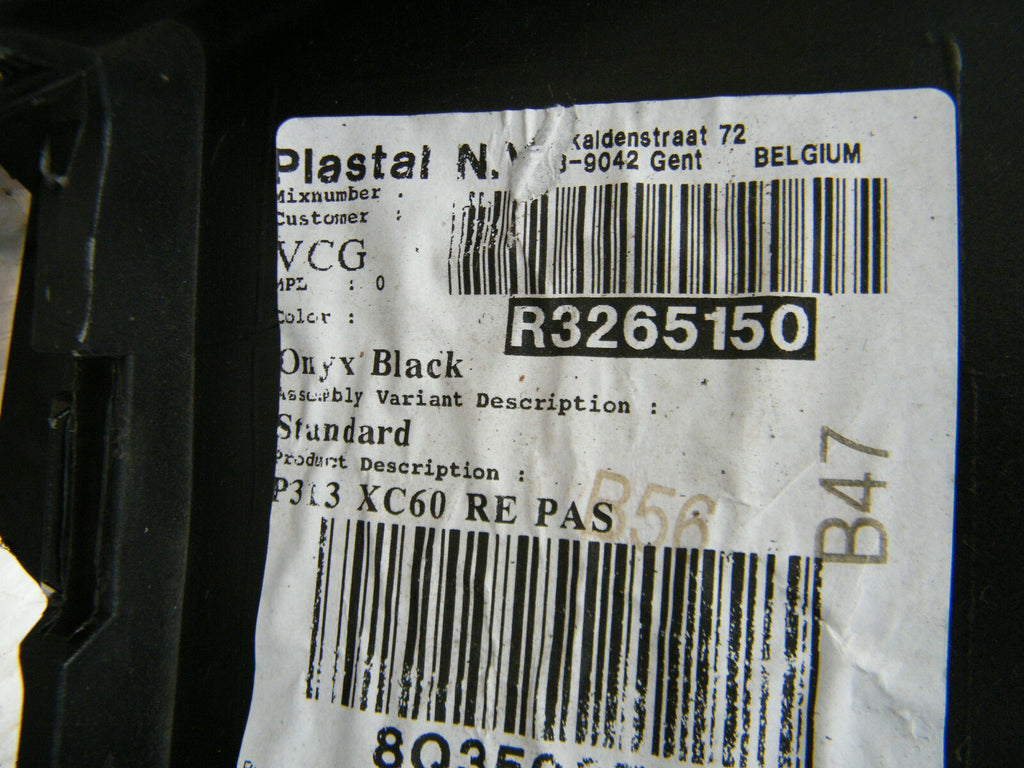 Plastal N.V. kaldenstraat 72
-9042 Gent BELGIUM
Mixnumber :
Customer :
VCG
MPL : 0
R3265150
Color :
Onyx Black
Assembly Variant Description :
Standard
Product Description :
P313 XC60 RE PAS
B56
B47